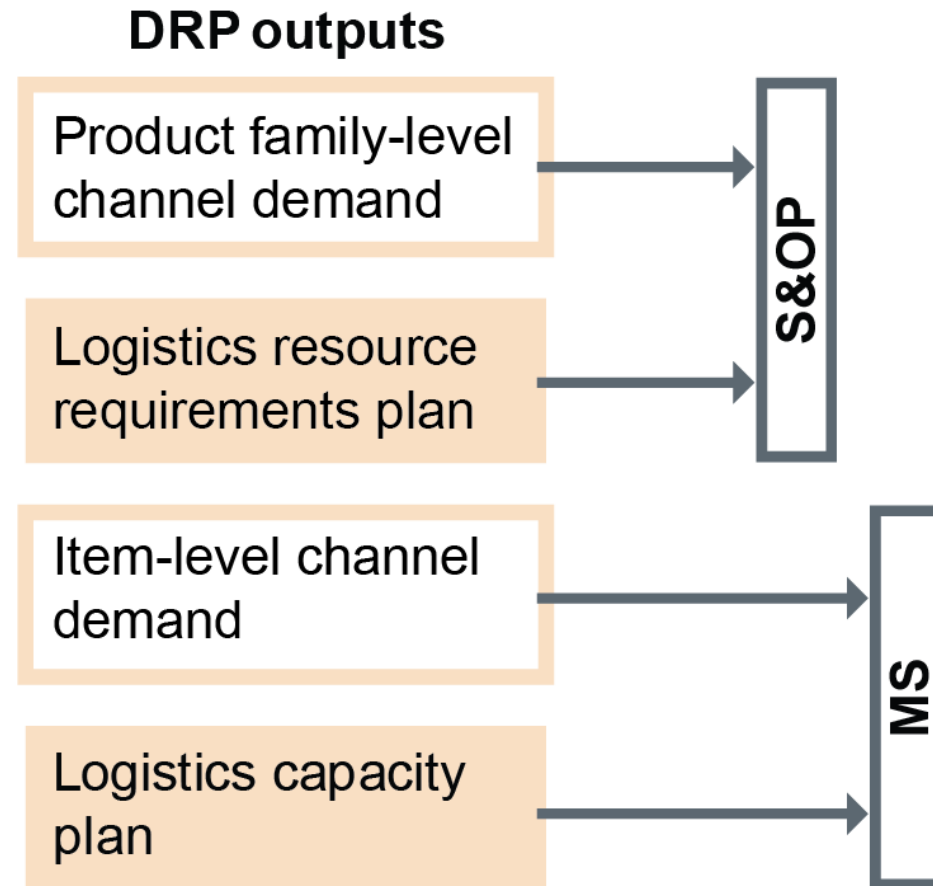 DRP outputs
Product family-level
channel demand
S&OP
Logistics resource
requirements plan
Item-level channel
demand
MS
Logistics capacity
plan